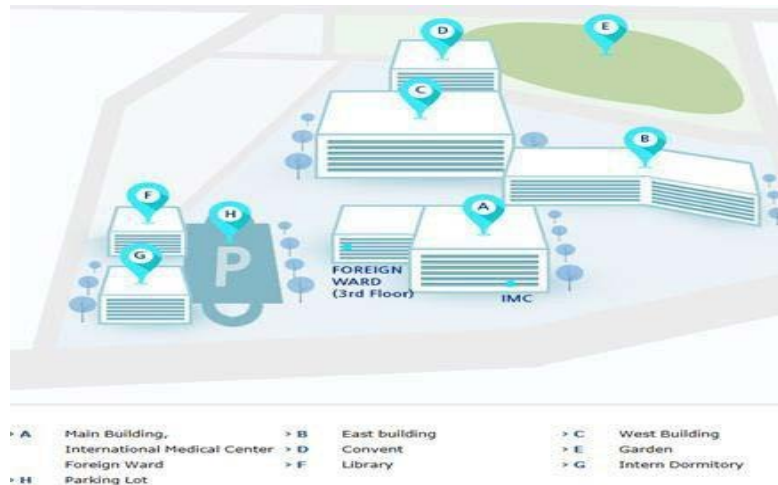 D
E
C
B
F
H
A
G
P
FOREIGN
WARD
(3rd Floor)
IMC
> A Main Building, > B East building > C West Building
International Medical Center > D Convent > E Garden
Foreign Ward > F Library > G Intern Dormitory
> H Parking Lot